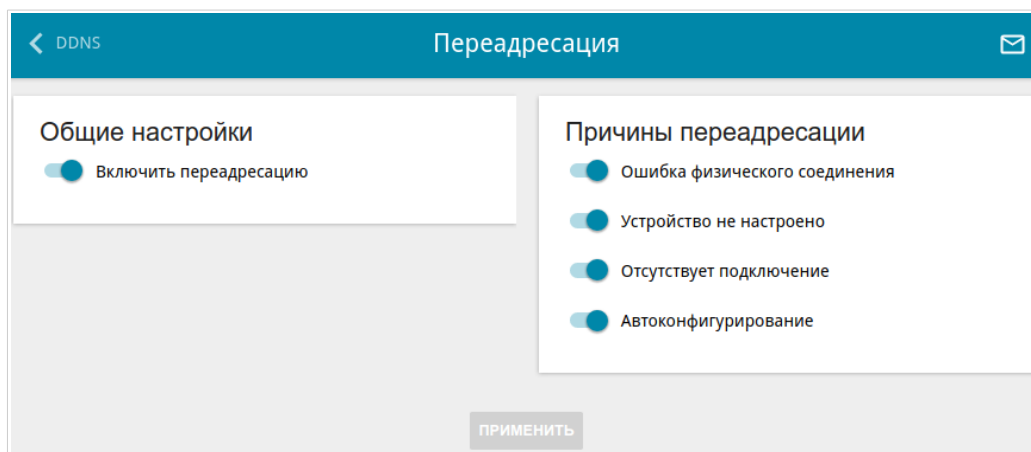 DDNS
Переадресация
Общие настройки
Включить переадресацию
Причины переадресации
Ошибка физического соединения
Устройство не настроено
Отсутствует подключение
Автоконфигурирование
ПРИМЕНИТЬ